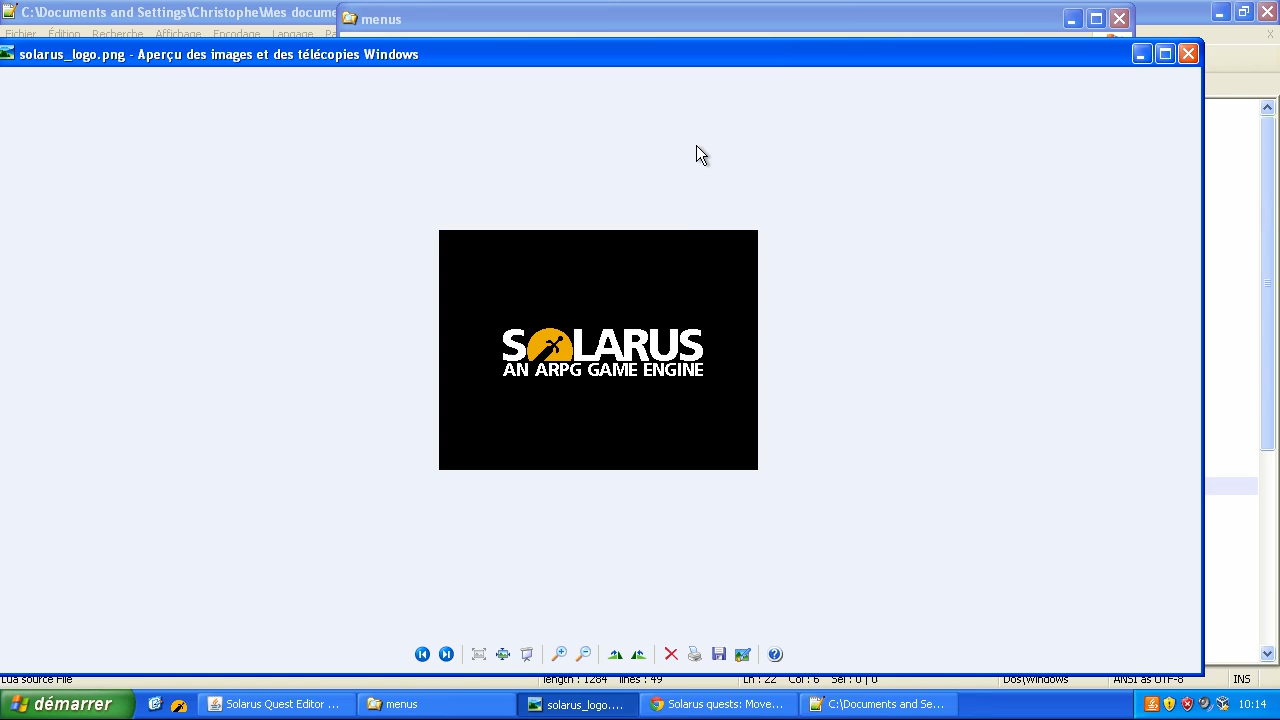 C:\Documents and Settings\Christophe\Mes docume
menus
Fichier Édition Recherche Affichage Encodage Langage Pa
X
solarus_logo.png - Aperçu des images et des télécopies Windows
SOLARUS
AN ARPG GAME ENGINE
Lua source File length : 1284 lines : 49 Ln : 22 Col : 6 Sel : 0 | 0 Dos\Windows ANSI as UTF-8 INS
démarrer Solarus Quest Editor ... menus solarus_logo.... Solarus quests: Move... C:\Documents and Se... 10:14